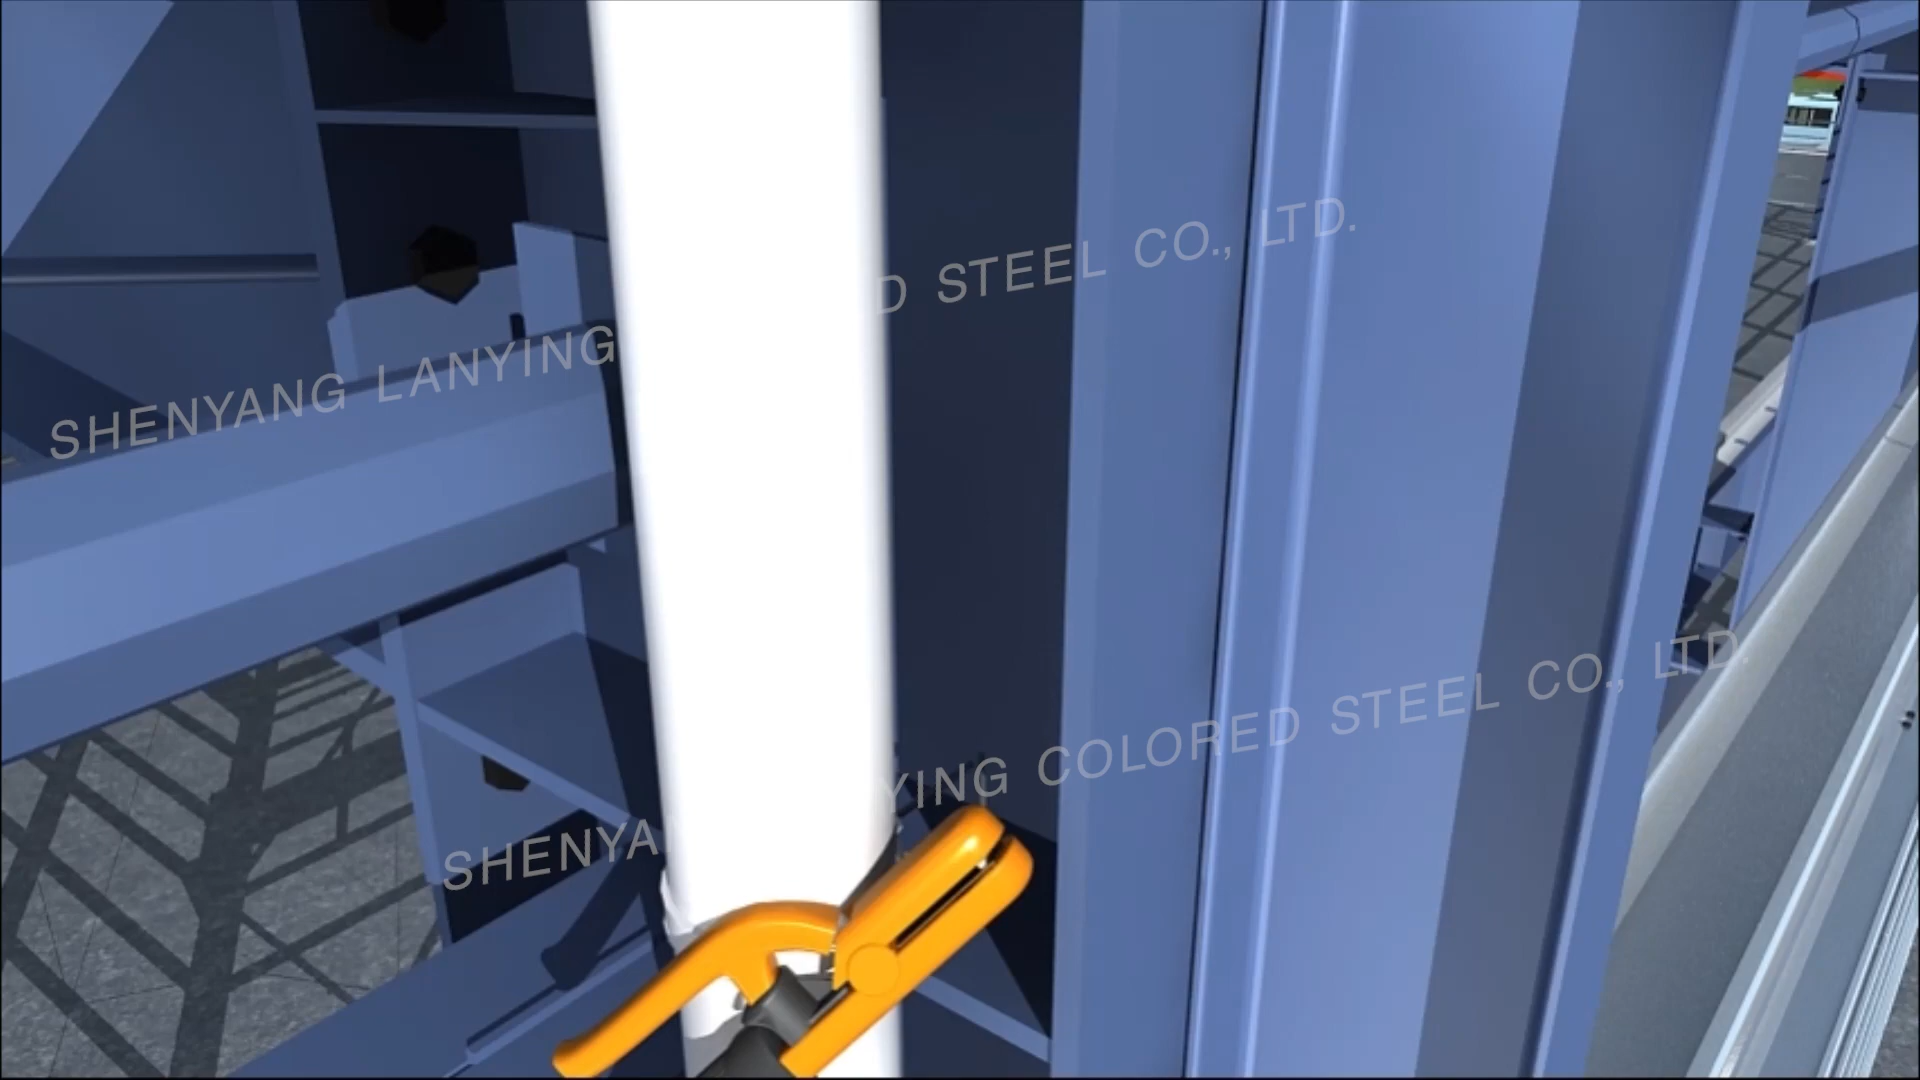 SHENYANG LANYING D STEEL CO., LTD.
SHENYA YING COLORED STEEL CO., LTD.